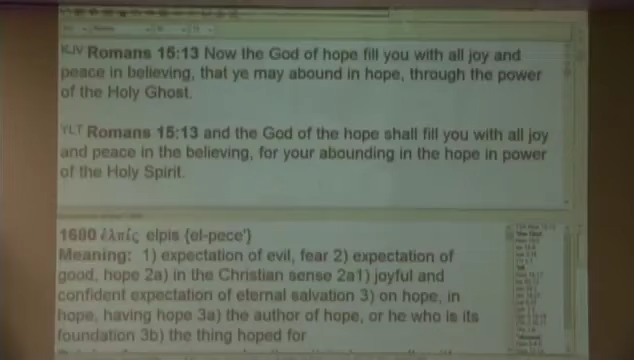 KJV Romans 15:13 Now the God of hope fill you with all joy and
peace in believing, that ye may abound in hope, through the power
of the Holy Ghost.
YLT Romans 15:13 and the God of the hope shall fill you with all joy
and peace in the believing, for your abounding in the hope in power
of the Holy Spirit.
1680 ἐλπίς elpis {el-pece'}
Meaning: 1) expectation of evil, fear 2) expectation of
good, hope 2a) in the Christian sense 2a1) joyful and
confident expectation of eternal salvation 3) on hope, in
hope, having hope 3a) the author of hope, or he who is its
foundation 3b) the thing hoped for